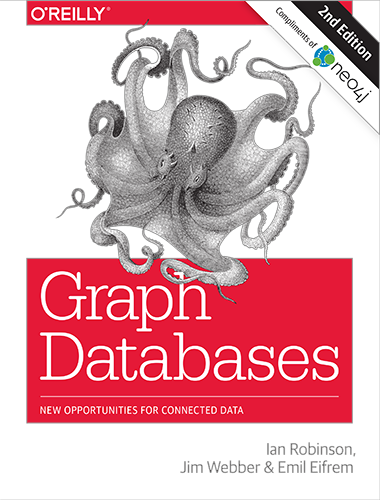 O'REILLY®
2nd Edition
Compliments of
neo4j
Graph
Databases
NEW OPPORTUNITIES FOR CONNECTED DATA
Ian Robinson,
Jim Webber & Emil Eifrem